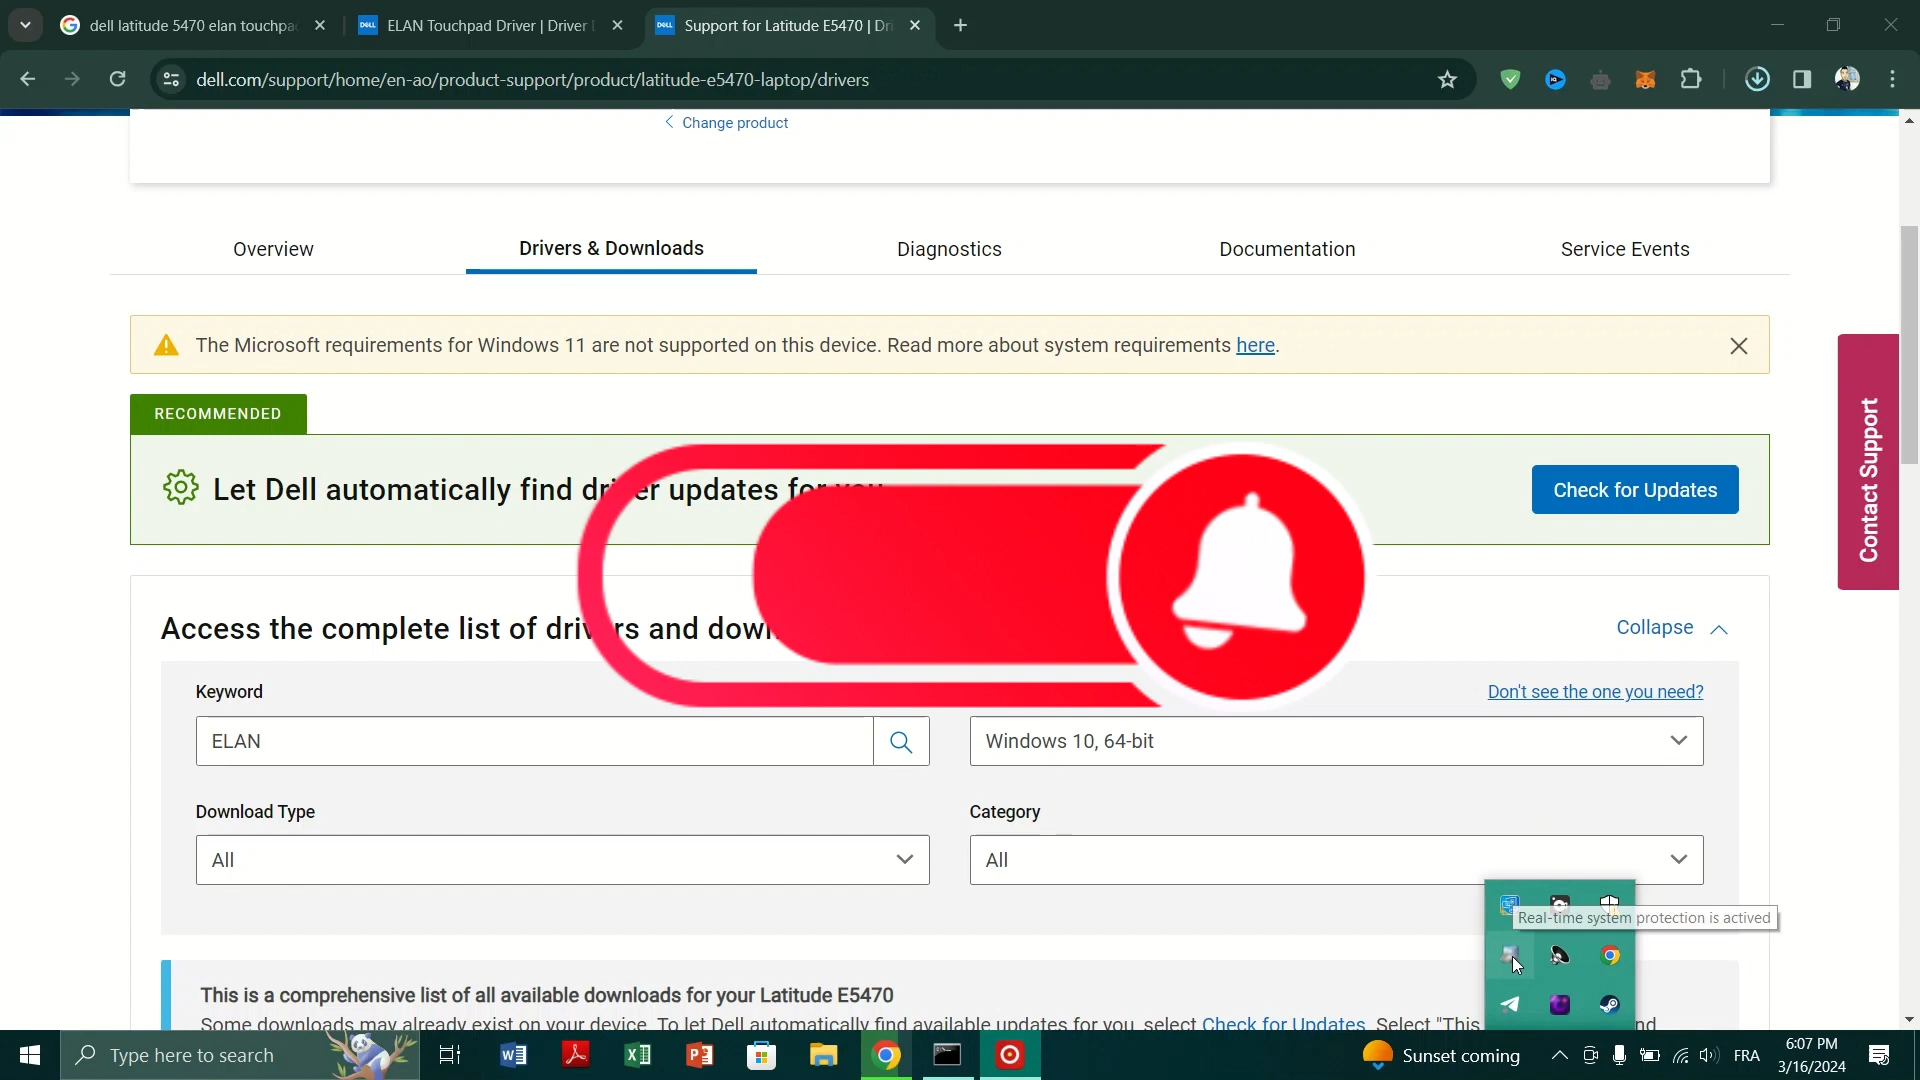 dell latitude 5470 elan touchpa
ELAN Touchpad Driver | Driver
Support for Latitude E5470 | Dri
dell.com/support/home/en-ao/product-support/product/latitude-e5470-laptop/drivers
Change product
Overview
Drivers & Downloads
Diagnostics
Documentation
Service Events
The Microsoft requirements for Windows 11 are not supported on this device. Read more about system requirements here.
RECOMMENDED
Let Dell automatically find driver updates for you
Check for Updates
Contact Support
Access the complete list of drivers and down
Collapse
Keyword
Don't see the one you need?
ELAN
Windows 10, 64-bit
Download Type
Category
All
All
Real-time system protection is actived
This is a comprehensive list of all available downloads for your Latitude E5470
Some downloads may already exist on your device. To let Dell automatically find available updates for you, select Check for Updates. Select "This
Type here to search
Sunset coming
FRA
6:07 PM
3/16/2024